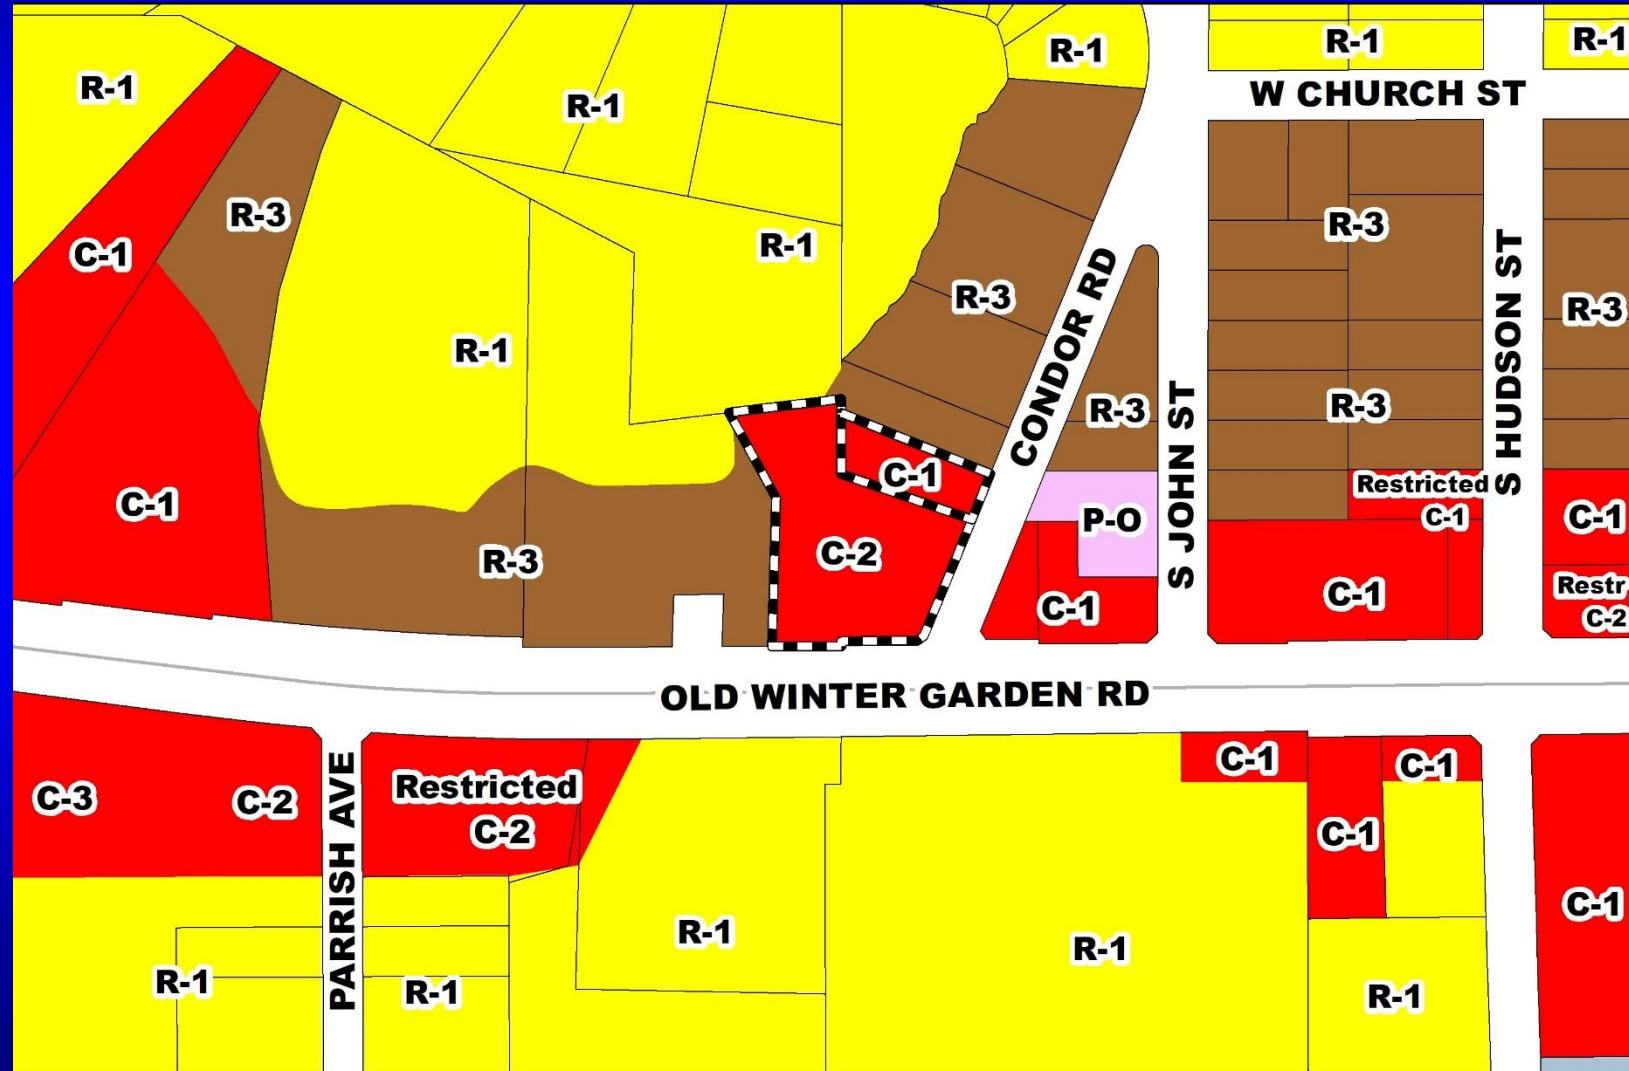 R-1
R-1
R-1
R-1
R-1
W CHURCH ST
R-3
C-1
R-1
R-3
R-3
R-3
R-3
CONDOR RD
S HUDSON ST
R-1
R-3
S JOHN ST
R-3
C-1
Restricted
C-1
C-1
C-1
P-O
C-2
R-3
C-1
C-1
Restr
C-2
OLD WINTER GARDEN RD
C-1
C-1
C-3
C-2
PARRISH AVE
Restricted
C-2
C-1
C-1
R-1
R-1
R-1
R-1
R-1